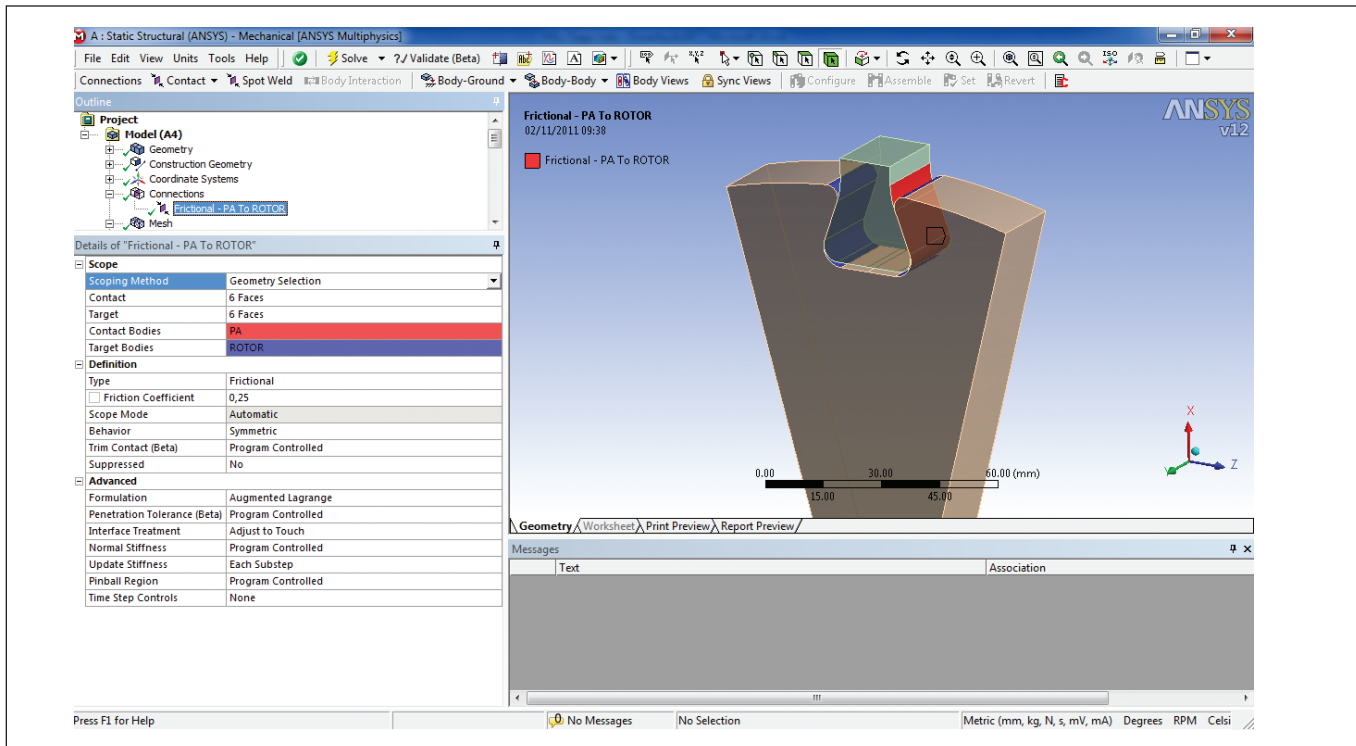 A : Static Structural (ANSYS) - Mechanical [ANSYS Multiphysics]
File Edit View Units Tools Help Solve ?/ Validate (Beta)
Connections Contact Spot Weld Body Interaction Body-Ground Body-Body Body Views Sync Views Configure Assemble Set Revert
Outline
Project
Model (A4)
Geometry
Construction Geometry
Coordinate Systems
Connections
Frictional - PA To ROTOR
Mesh
Details of "Frictional - PA To ROTOR"
Scope
Scoping Method Geometry Selection
Contact 6 Faces
Target 6 Faces
Contact Bodies PA
Target Bodies ROTOR
Definition
Type Frictional
Friction Coefficient 0,25
Scope Mode Automatic
Behavior Symmetric
Trim Contact (Beta) Program Controlled
Suppressed No
Advanced
Formulation Augmented Lagrange
Penetration Tolerance (Beta) Program Controlled
Interface Treatment Adjust to Touch
Normal Stiffness Program Controlled
Update Stiffness Each Substep
Pinball Region Program Controlled
Time Step Controls None
Frictional - PA To ROTOR
02/11/2011 09:38
Frictional - PA To ROTOR
ANSYS
v12
X
Y
Z
0.00 30.00 60.00 (mm)
15.00 45.00
Geometry Worksheet Print Preview Report Preview
Messages
Text Association
Press F1 for Help 0 No Messages No Selection Metric (mm, kg, N, s, mV, mA) Degrees RPM Celsi